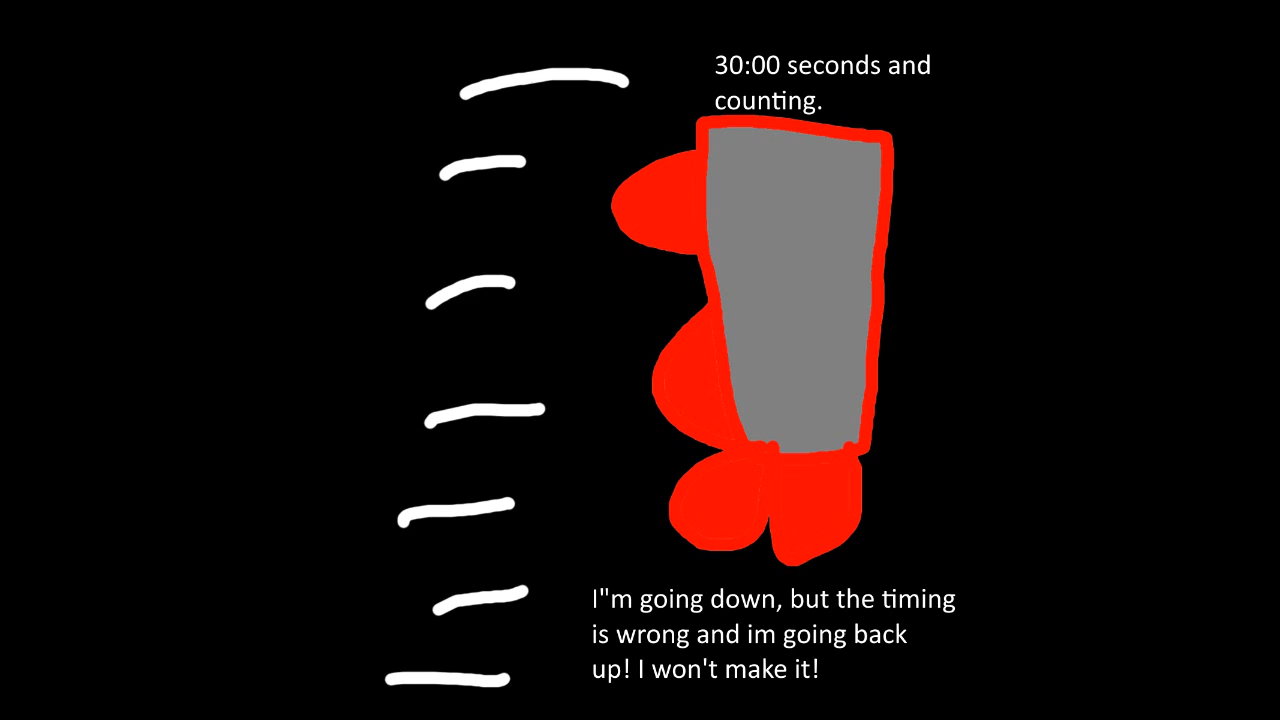 30:00 seconds and
counting.
I"m going down, but the timing
is wrong and im going back
up! I won't make it!